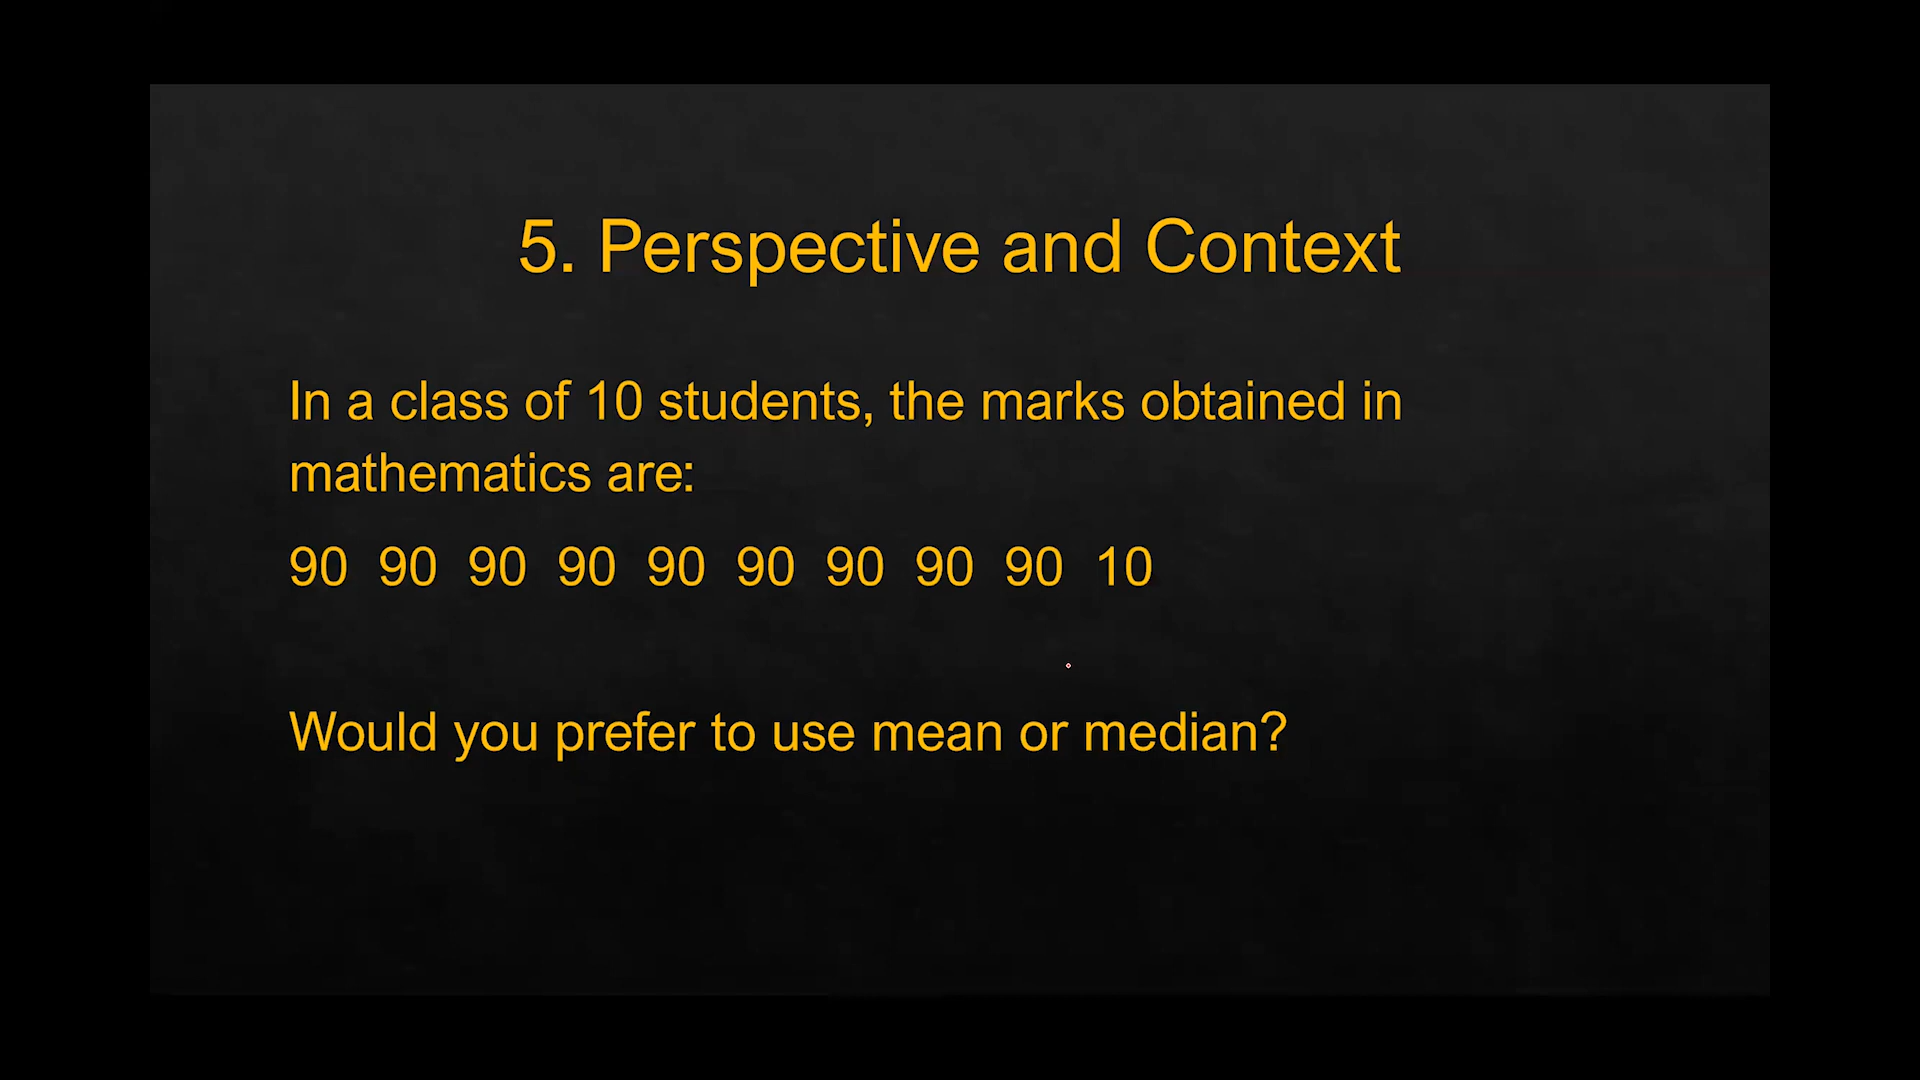 5. Perspective and Context
In a class of 10 students, the marks obtained in
mathematics are:
90 90 90 90 90 90 90 90 90 10
Would you prefer to use mean or median?